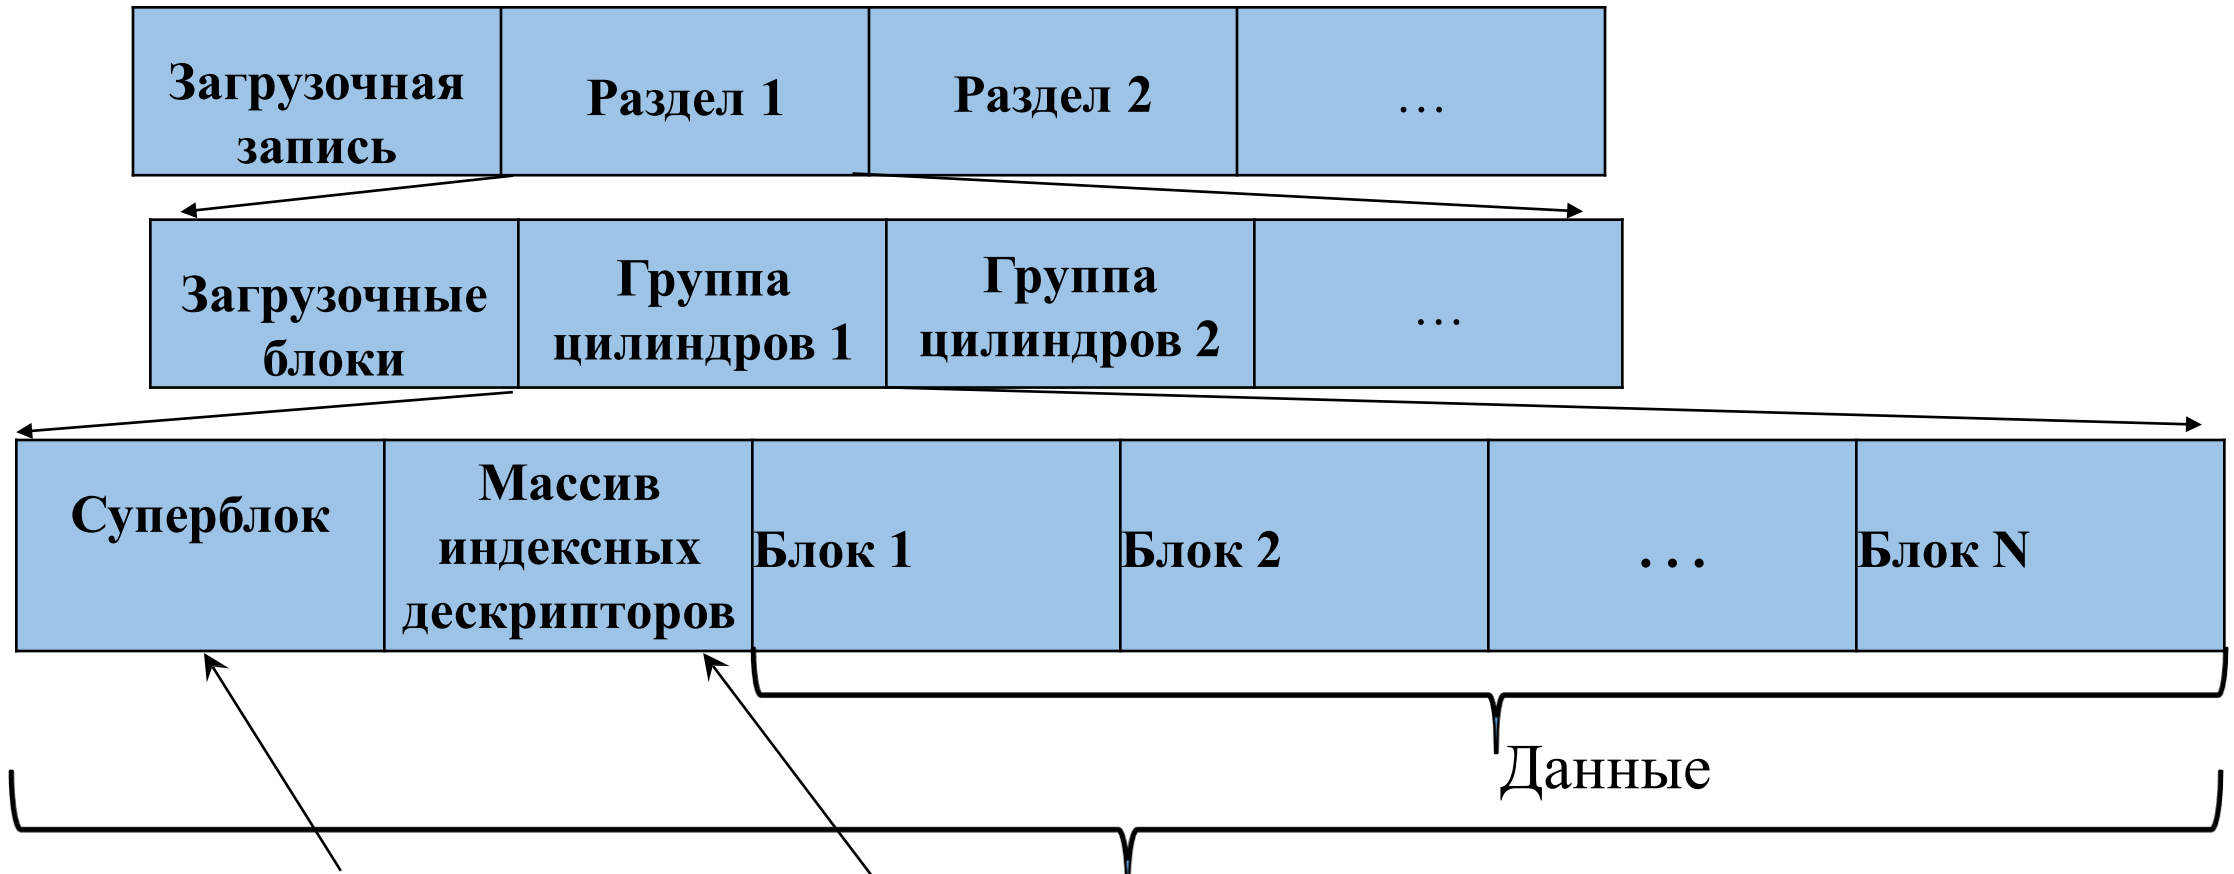 Загрузочная
запись
Раздел 1
Раздел 2
…
Загрузочные
блоки
Группа
цилиндров 1
Группа
цилиндров 2
…
Суперблок
Массив
индексных
дескрипторов
Блок 1
Блок 2
. . .
Блок N
Данные